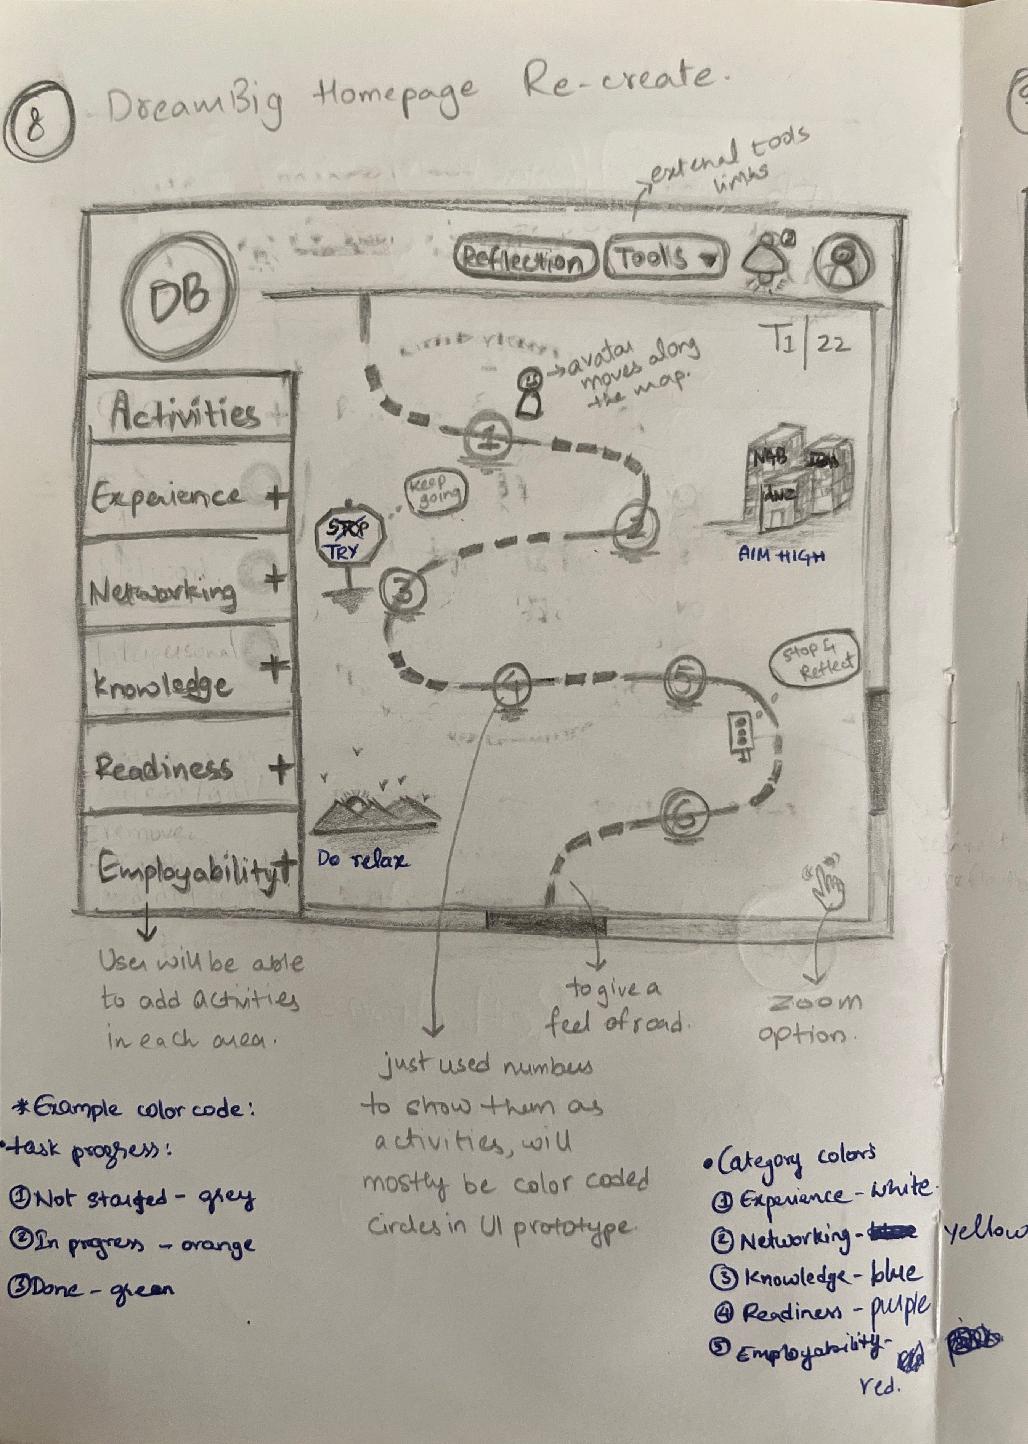 8
DreamBig Homepage Re-create.
external tools
links
DB
Reflection
Tools
2
T1/22
avatar
moves along
the map.
Activities
Experience +
Networking +
Knowledge +
Readiness +
Employability +
1
2
3
4
5
6
keep
going
STOP
TRY
NAB
ANZ
AIM HIGH
Stop &
Reflect
Do relax
User will be able
to add activities
in each area.
to give a
feel of road.
Zoom
option.
just used numbers
to show them as
activities, will
mostly be color coded
circles in UI prototype.
*Example color code:
• Task progress:
① Not started - grey
② In progress - orange
③ Done - green
• Category colors
① Experience - white.
② Networking - yellow
③ Knowledge - blue
④ Readiness - purple
⑤ Employability -
red.